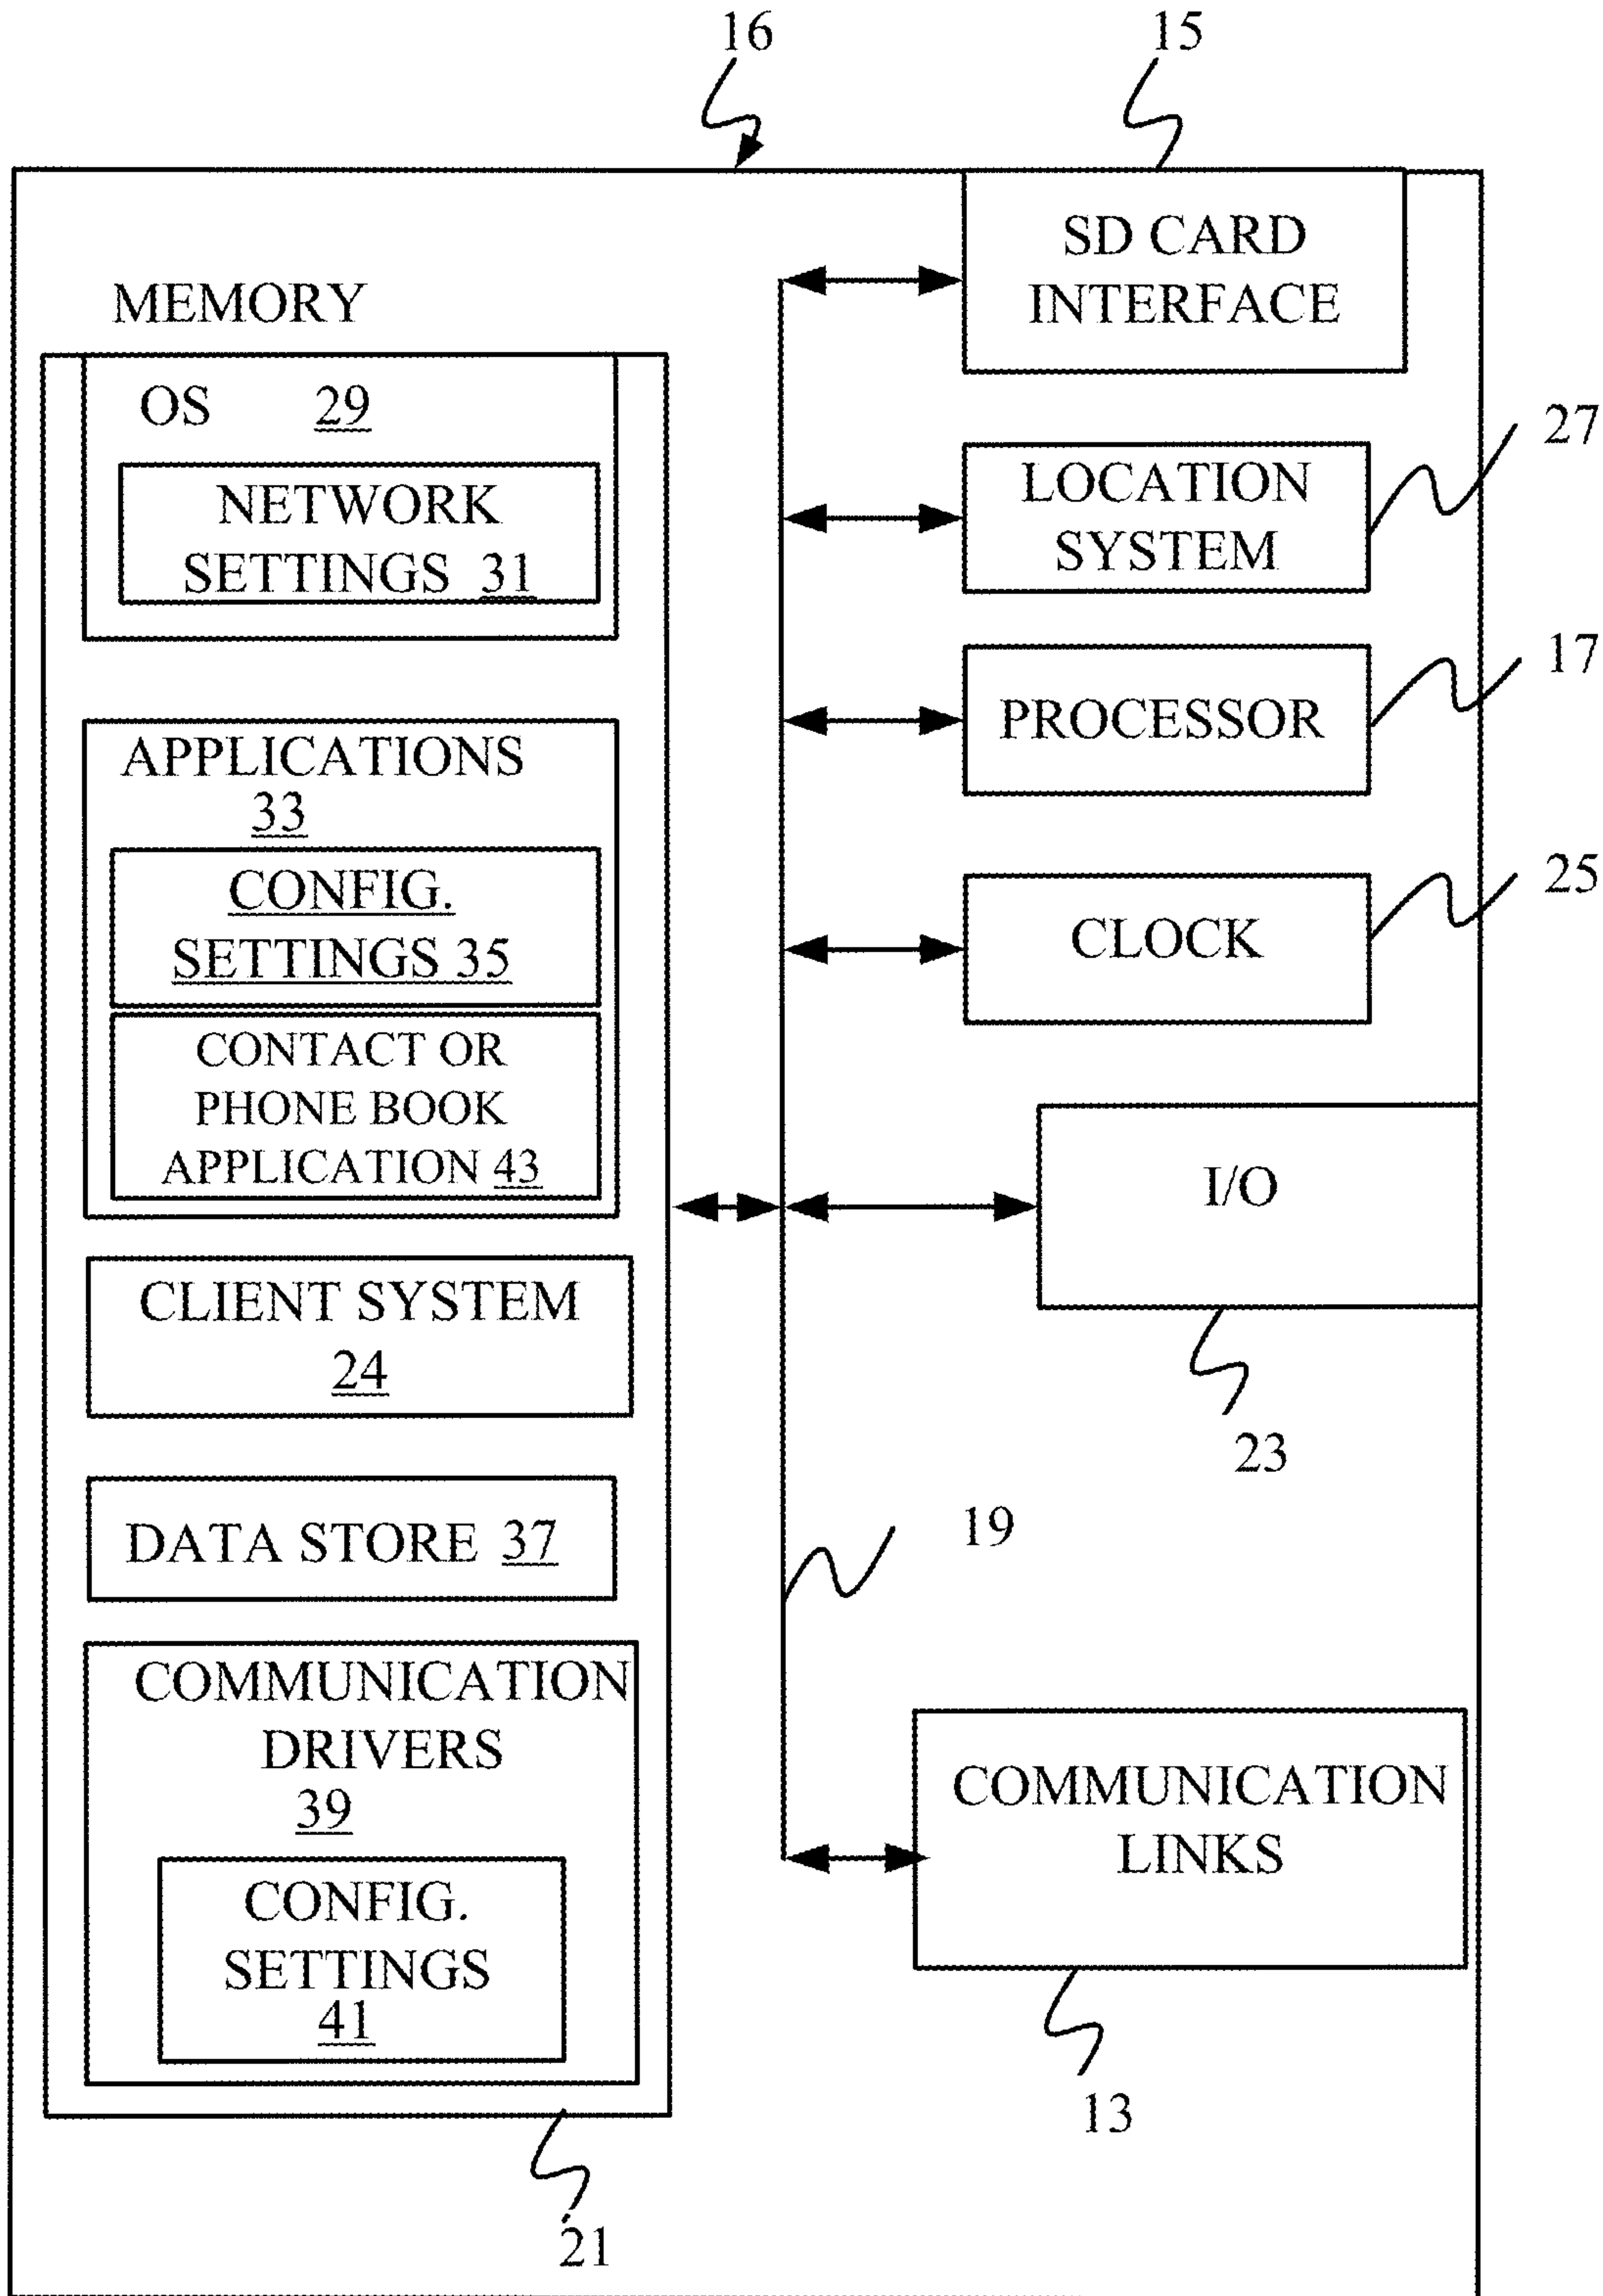 16
15
SD CARD
INTERFACE
MEMORY
OS 29
NETWORK
SETTINGS 31
27
LOCATION
SYSTEM
17
PROCESSOR
APPLICATIONS
33
CONFIG.
SETTINGS 35
25
CLOCK
CONTACT OR
PHONE BOOK
APPLICATION 43
I/O
23
CLIENT SYSTEM
24
19
DATA STORE 37
COMMUNICATION
DRIVERS
39
CONFIG.
SETTINGS
41
COMMUNICATION
LINKS
13
21